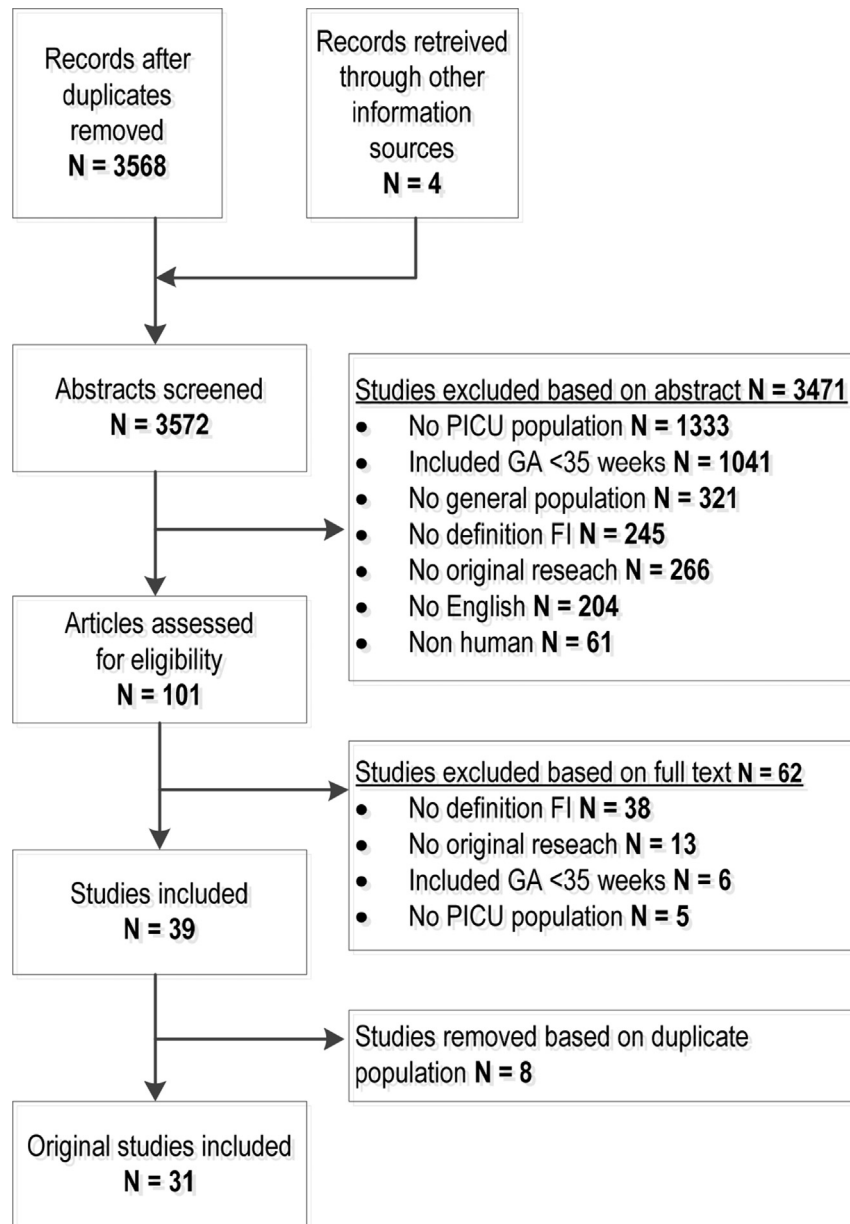 Records after
duplicates
removed
N = 3568
Records retreived
through other
information
sources
N = 4
Abstracts screened
N = 3572
Studies excluded based on abstract N = 3471
• No PICU population N = 1333
• Included GA <35 weeks N = 1041
• No general population N = 321
• No definition FI N = 245
• No original reseach N = 266
• No English N = 204
• Non human N = 61
Articles assessed
for eligibility
N = 101
Studies excluded based on full text N = 62
• No definition FI N = 38
• No original reseach N = 13
• Included GA <35 weeks N = 6
• No PICU population N = 5
Studies included
N = 39
Studies removed based on duplicate
population N = 8
Original studies included
N = 31